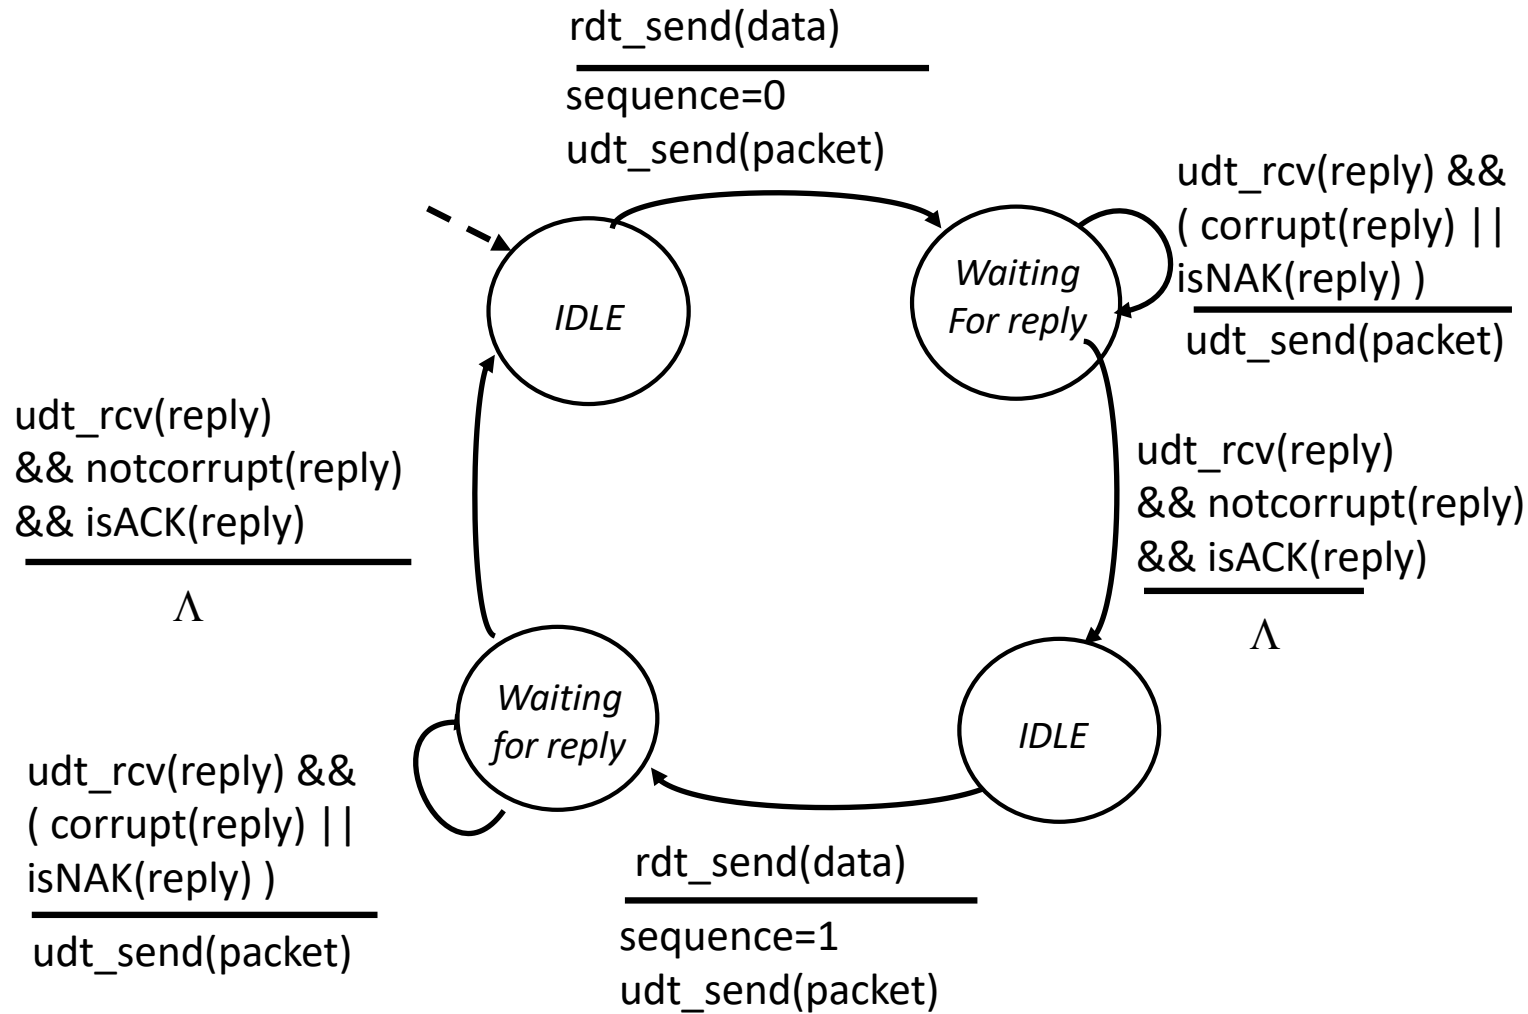 rdt_send(data)
sequence=0
udt_send(packet)
udt_rcv(reply) &&
( corrupt(reply) ||
isNAK(reply) )
udt_send(packet)
IDLE
Waiting
For reply
udt_rcv(reply)
&& notcorrupt(reply)
&& isACK(reply)
Λ
udt_rcv(reply)
&& notcorrupt(reply)
&& isACK(reply)
Λ
Waiting
for reply
IDLE
udt_rcv(reply) &&
( corrupt(reply) ||
isNAK(reply) )
udt_send(packet)
rdt_send(data)
sequence=1
udt_send(packet)